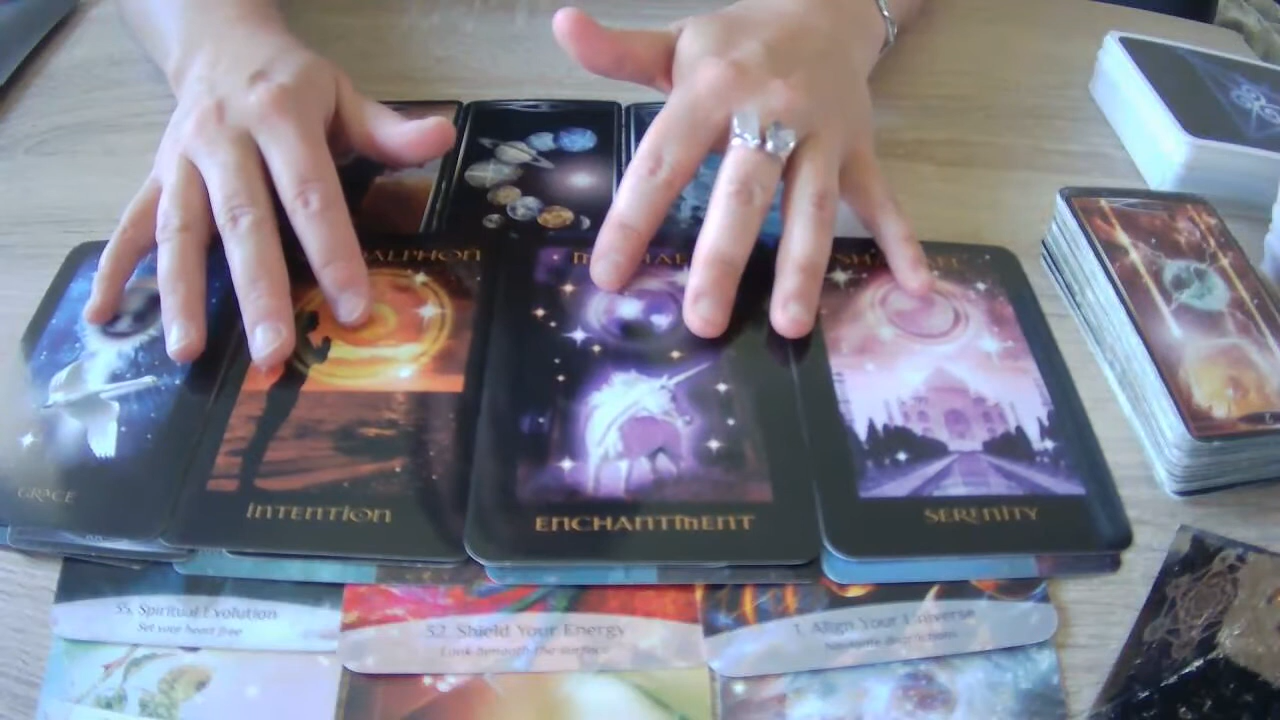 GRACE
INTENTION
ENCHANTMENT
SERENITY
55. Spiritual Evolution
Set your heart free
52. Shield Your Energy
Look beneath the surface
1. Align Your Universe